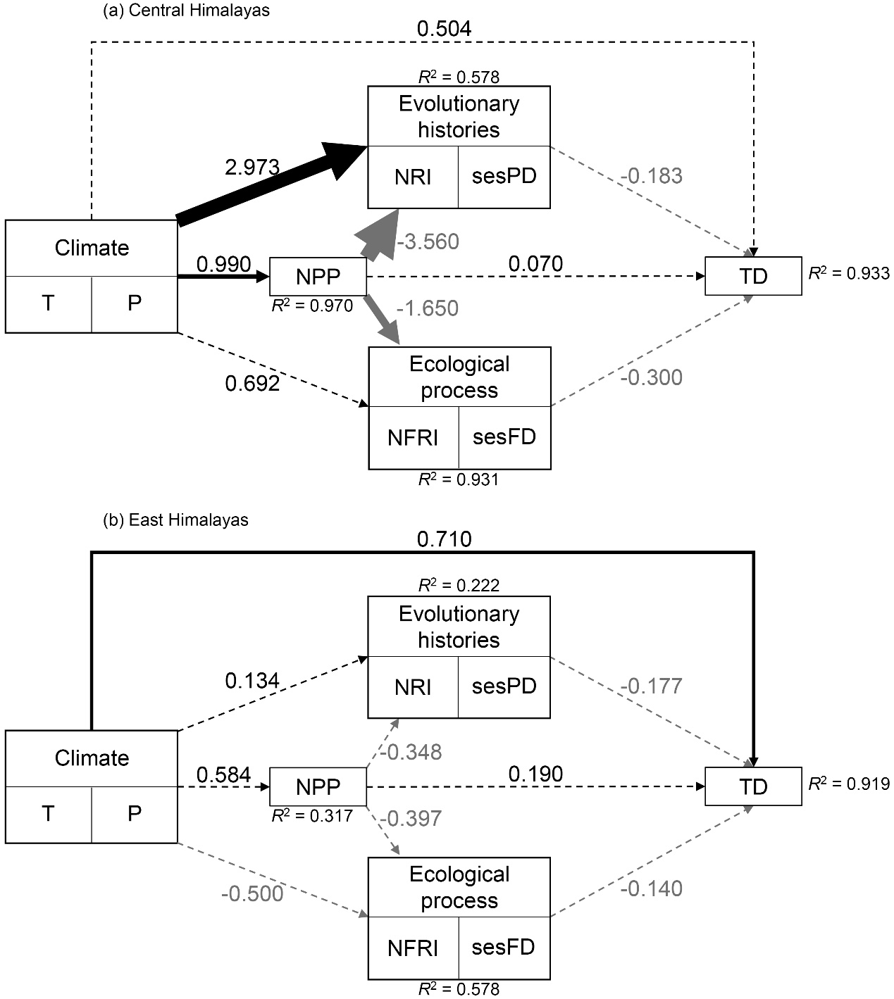 (a) Central Himalayas
0.504
R² = 0.578
Evolutionary
histories
NRI
sesPD
2.973
-0.183
Climate
T
P
0.990
NPP
R² = 0.970
-3.560
0.070
TD
R² = 0.933
-1.650
0.692
Ecological
process
NFRI
sesFD
R² = 0.931
-0.300
(b) East Himalayas
0.710
R² = 0.222
Evolutionary
histories
NRI
sesPD
0.134
-0.177
Climate
T
P
0.584
NPP
R² = 0.317
-0.348
0.190
TD
R² = 0.919
-0.397
-0.500
Ecological
process
NFRI
sesFD
R² = 0.578
-0.140